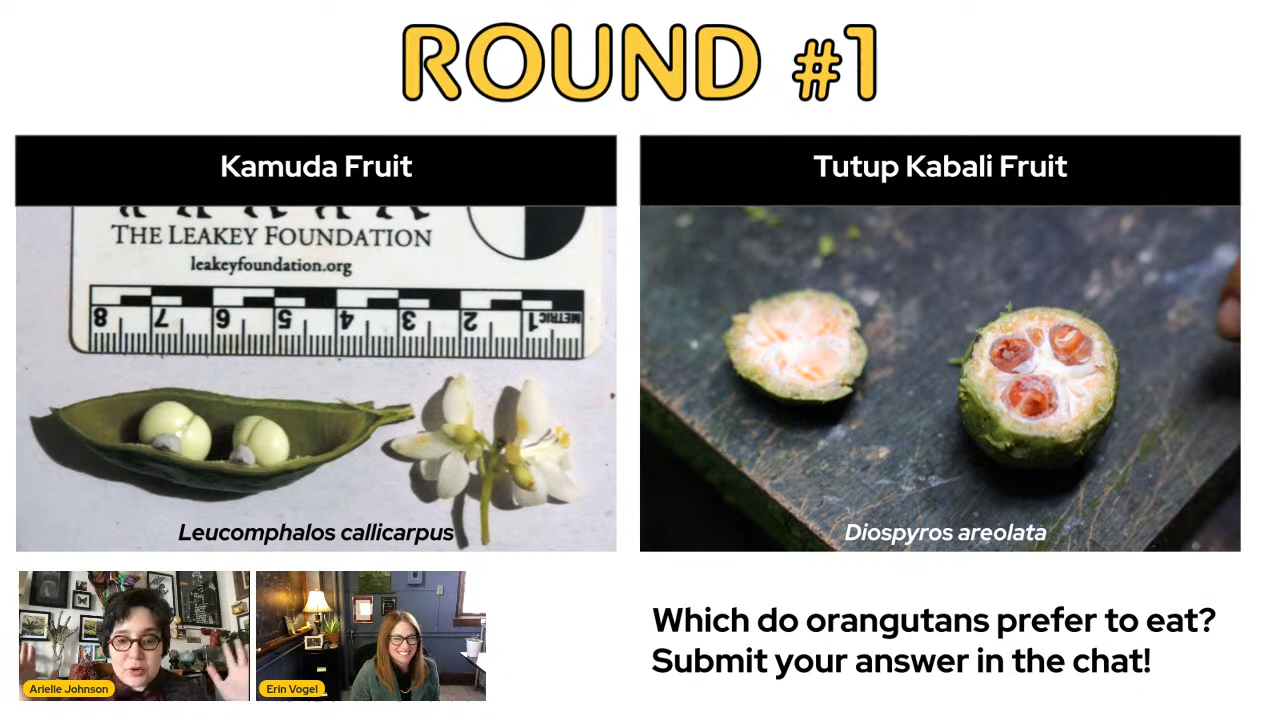 ROUND #1
Kamuda Fruit
Tutup Kabali Fruit
THE LEAKEY FOUNDATION
leakeyfoundation.org
8 7 6 5 4 3 2 1 METRIC
Leucomphalos callicarpus
Diospyros areolata
Which do orangutans prefer to eat?
Submit your answer in the chat!
Arielle Johnson
Erin Vogel